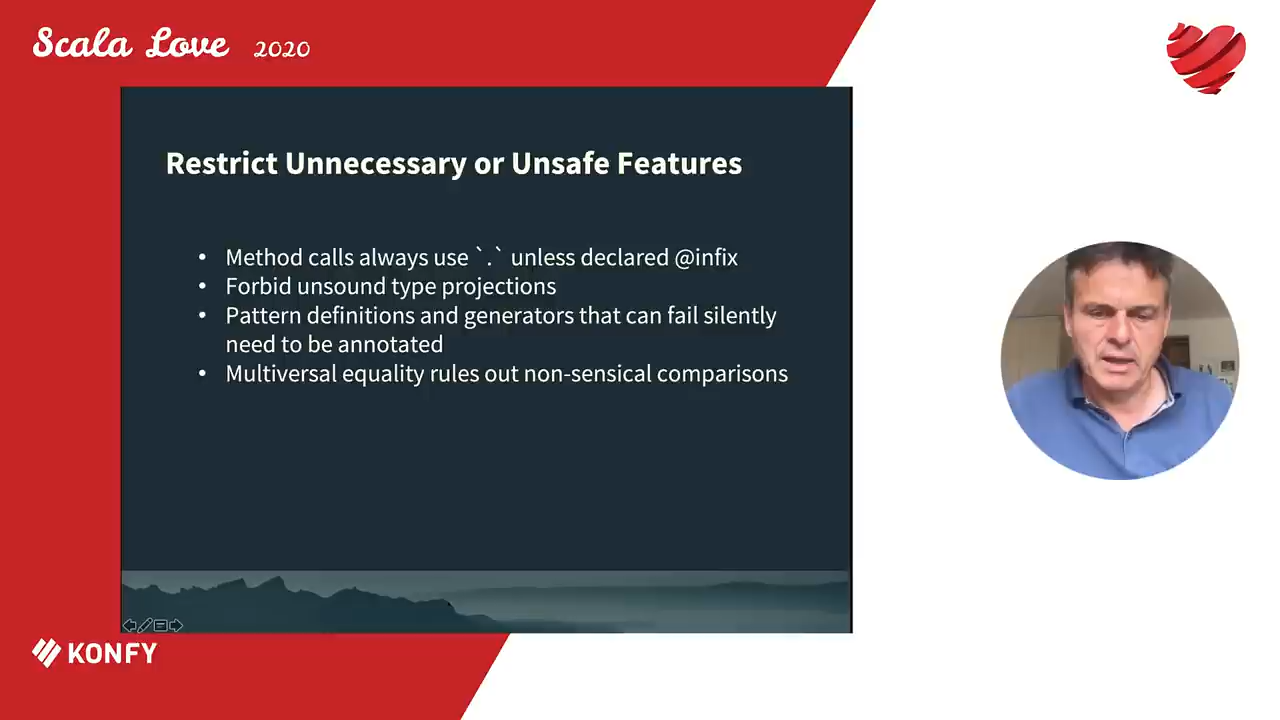 Scala Love 2020
Restrict Unnecessary or Unsafe Features
• Method calls always use `.` unless declared @infix
• Forbid unsound type projections
• Pattern definitions and generators that can fail silently
need to be annotated
• Multiversal equality rules out non-sensical comparisons
KONFY